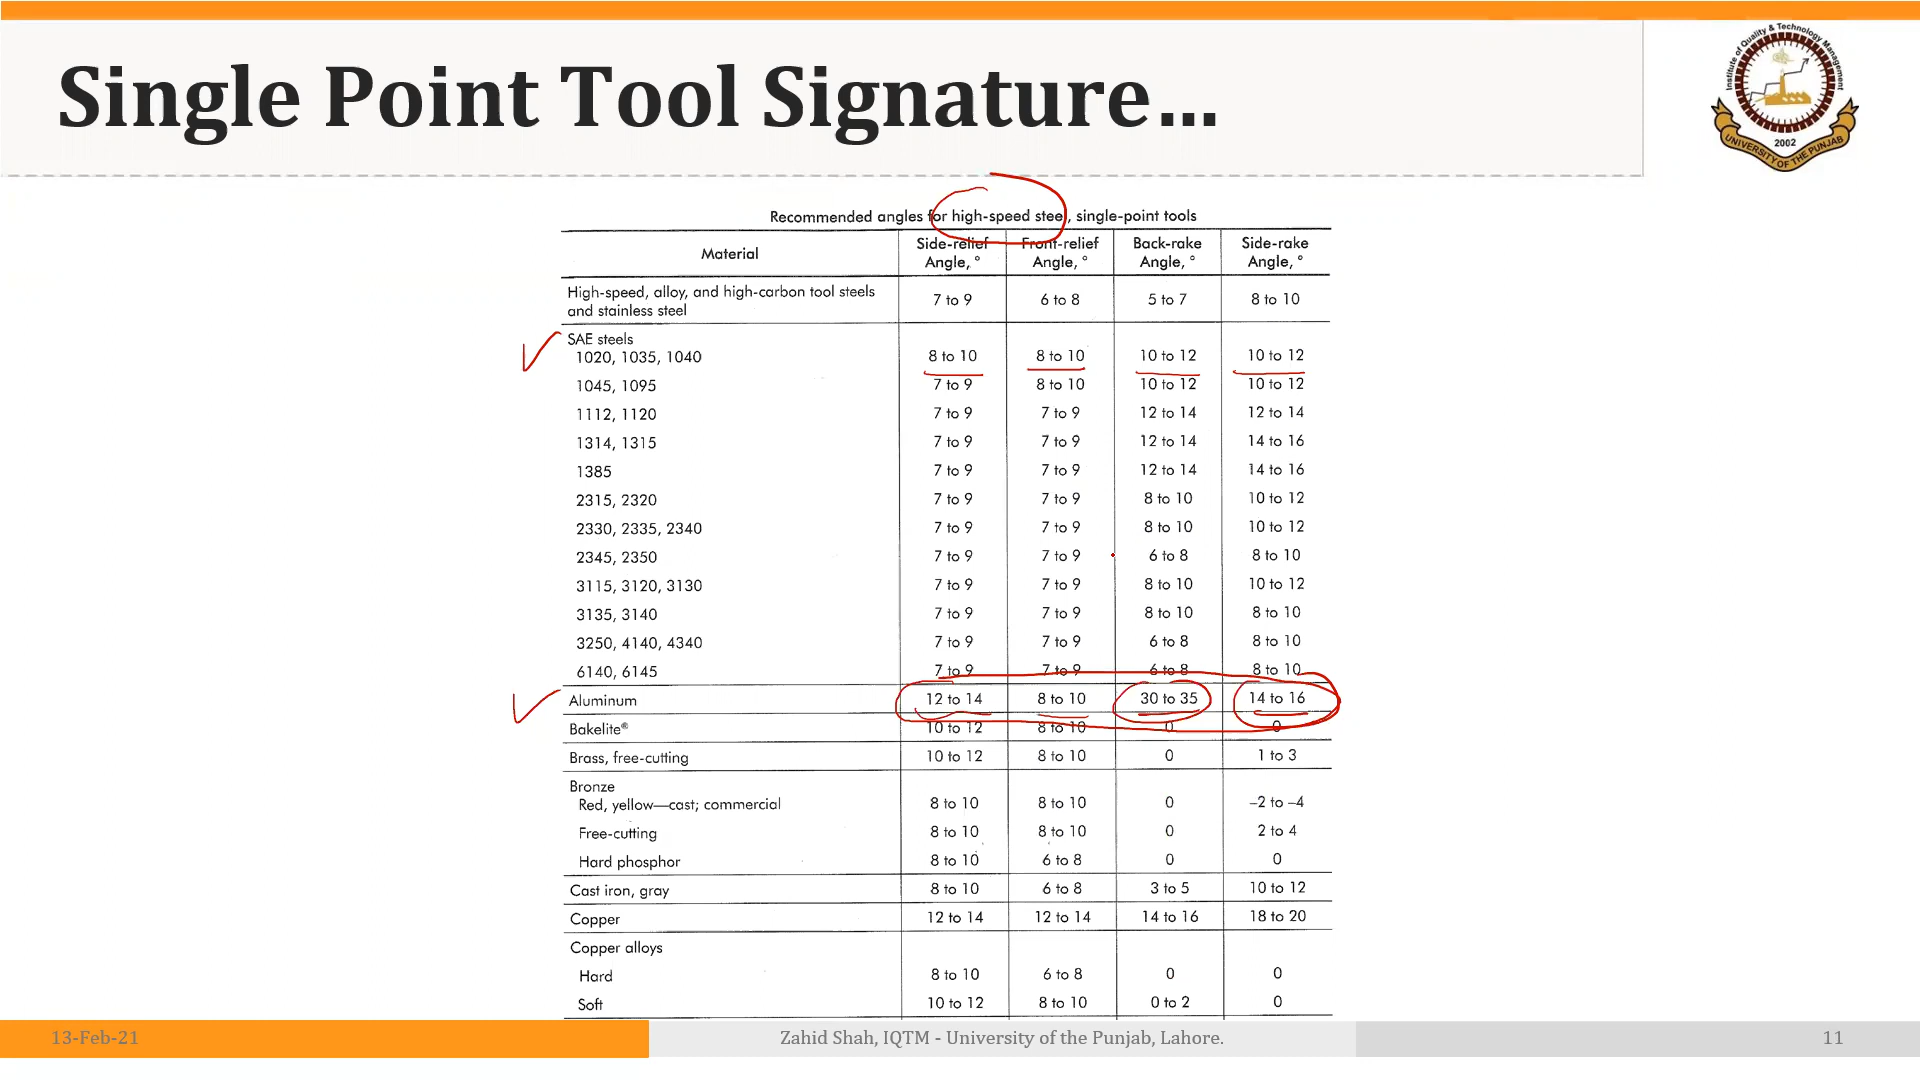 Single Point Tool Signature...
Institute of Quality & Technology Management
2002
UNIVERSITY OF THE PUNJAB
Recommended angles for high-speed steel, single-point tools
Material Side-relief Angle, ° Front-relief Angle, ° Back-rake Angle, ° Side-rake Angle, °
High-speed, alloy, and high-carbon tool steels and stainless steel 7 to 9 6 to 8 5 to 7 8 to 10
SAE steels
1020, 1035, 1040 8 to 10 8 to 10 10 to 12 10 to 12
1045, 1095 7 to 9 8 to 10 10 to 12 10 to 12
1112, 1120 7 to 9 7 to 9 12 to 14 12 to 14
1314, 1315 7 to 9 7 to 9 12 to 14 14 to 16
1385 7 to 9 7 to 9 12 to 14 14 to 16
2315, 2320 7 to 9 7 to 9 8 to 10 10 to 12
2330, 2335, 2340 7 to 9 7 to 9 8 to 10 10 to 12
2345, 2350 7 to 9 7 to 9 6 to 8 8 to 10
3115, 3120, 3130 7 to 9 7 to 9 8 to 10 10 to 12
3135, 3140 7 to 9 7 to 9 8 to 10 8 to 10
3250, 4140, 4340 7 to 9 7 to 9 6 to 8 8 to 10
6140, 6145 7 to 9 7 to 9 6 to 8 8 to 10
Aluminum 12 to 14 8 to 10 30 to 35 14 to 16
Bakelite® 10 to 12 8 to 10 0 0
Brass, free-cutting 10 to 12 8 to 10 0 1 to 3
Bronze
Red, yellow—cast; commercial 8 to 10 8 to 10 0 –2 to –4
Free-cutting 8 to 10 8 to 10 0 2 to 4
Hard phosphor 8 to 10 6 to 8 0 0
Cast iron, gray 8 to 10 6 to 8 3 to 5 10 to 12
Copper 12 to 14 12 to 14 14 to 16 18 to 20
Copper alloys
Hard 8 to 10 6 to 8 0 0
Soft 10 to 12 8 to 10 0 to 2 0
13-Feb-21 Zahid Shah, IQTM - University of the Punjab, Lahore. 11